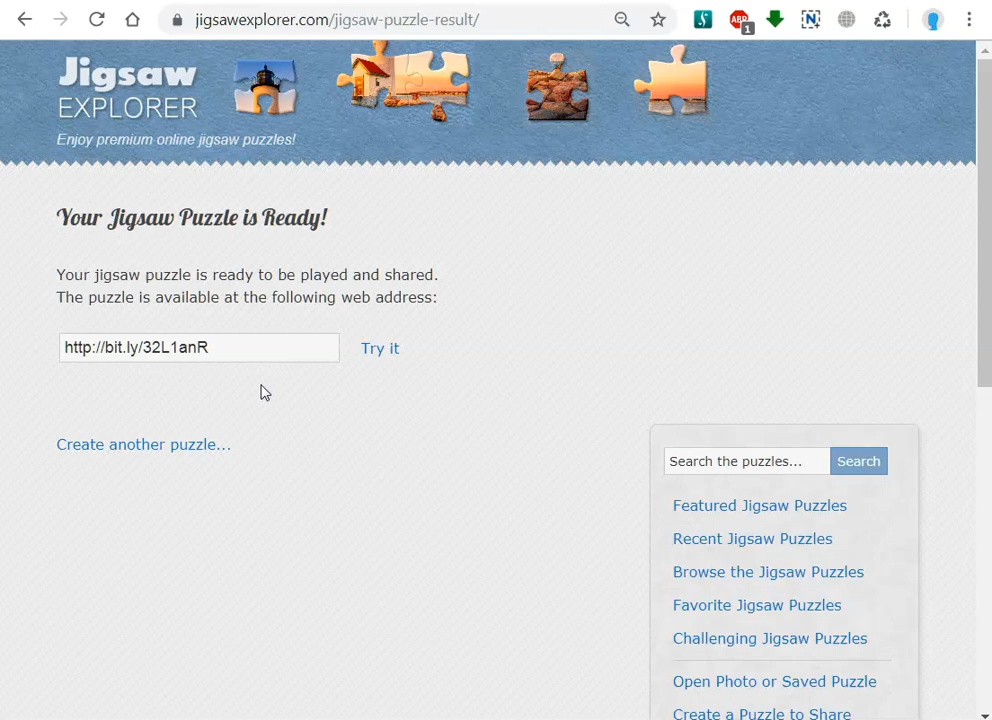 jigsawexplorer.com/jigsaw-puzzle-result/
ABP
1
N
Jigsaw
EXPLORER
Enjoy premium online jigsaw puzzles!
Your Jigsaw Puzzle is Ready!
Your jigsaw puzzle is ready to be played and shared.
The puzzle is available at the following web address:
http://bit.ly/32L1anR
Try it
Create another puzzle...
Search the puzzles...
Search
Featured Jigsaw Puzzles
Recent Jigsaw Puzzles
Browse the Jigsaw Puzzles
Favorite Jigsaw Puzzles
Challenging Jigsaw Puzzles
Open Photo or Saved Puzzle
Create a Puzzle to Share